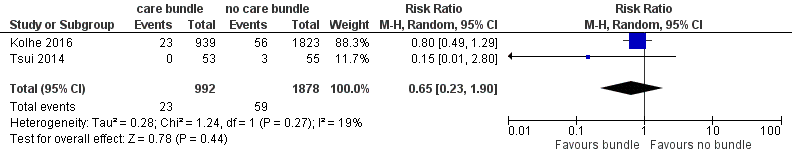 care bundle no care bundle Risk Ratio Risk Ratio
Study or Subgroup Events Total Events Total Weight M-H, Random, 95% CI M-H, Random, 95% CI
Kolhe 2016 23 939 56 1823 88.3% 0.80 [0.49, 1.29]
Tsui 2014 0 53 3 55 11.7% 0.15 [0.01, 2.80]
Total (95% CI) 992 1878 100.0% 0.65 [0.23, 1.90]
Total events 23 59
Heterogeneity: Tau² = 0.28; Chi² = 1.24, df = 1 (P = 0.27); I² = 19%
Test for overall effect: Z = 0.78 (P = 0.44)
0.01 0.1 1 10 100
Favours bundle Favours no bundle